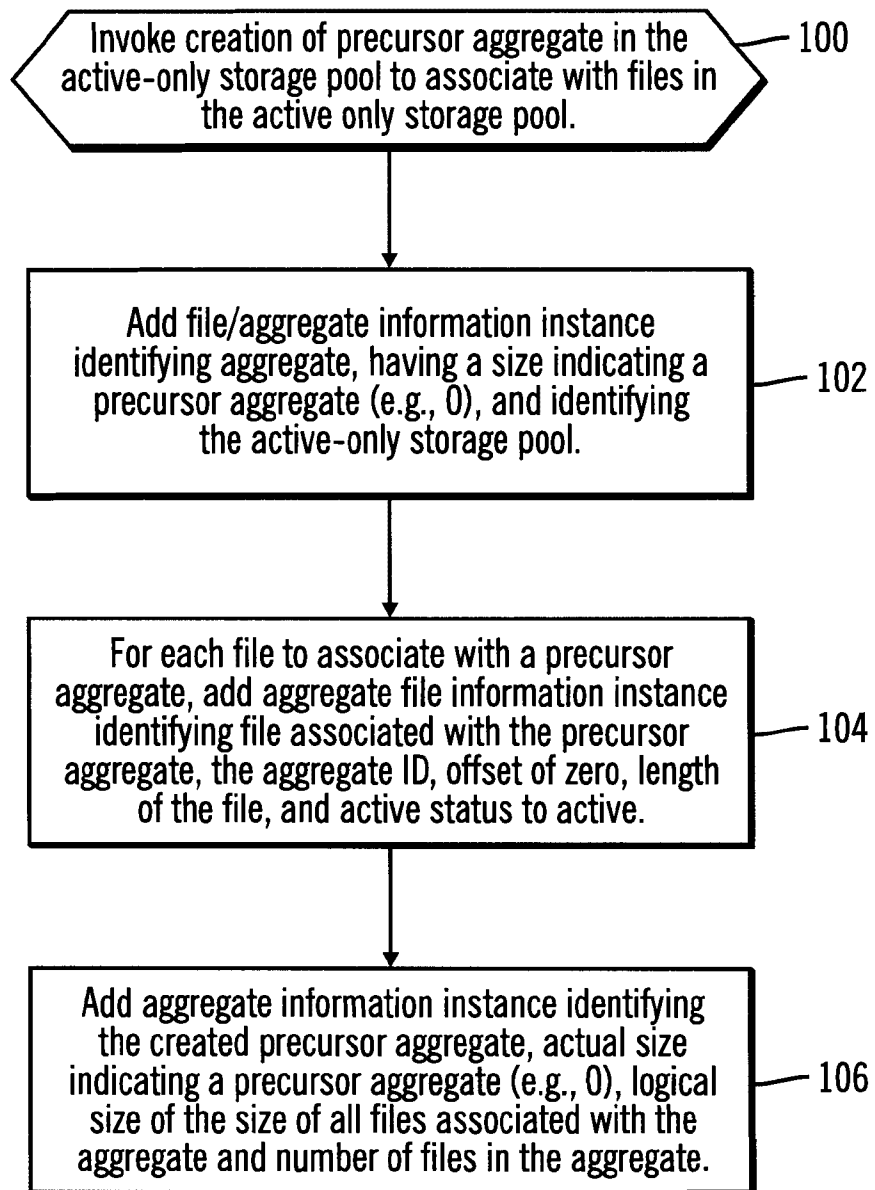 Invoke creation of precursor aggregate in the
active-only storage pool to associate with files in
the active only storage pool.
100
Add file/aggregate information instance
identifying aggregate, having a size indicating a
precursor aggregate (e.g., 0), and identifying
the active-only storage pool.
102
For each file to associate with a precursor
aggregate, add aggregate file information instance
identifying file associated with the precursor
aggregate, the aggregate ID, offset of zero, length
of the file, and active status to active.
104
Add aggregate information instance identifying
the created precursor aggregate, actual size
indicating a precursor aggregate (e.g., 0), logical
size of the size of all files associated with the
aggregate and number of files in the aggregate.
106